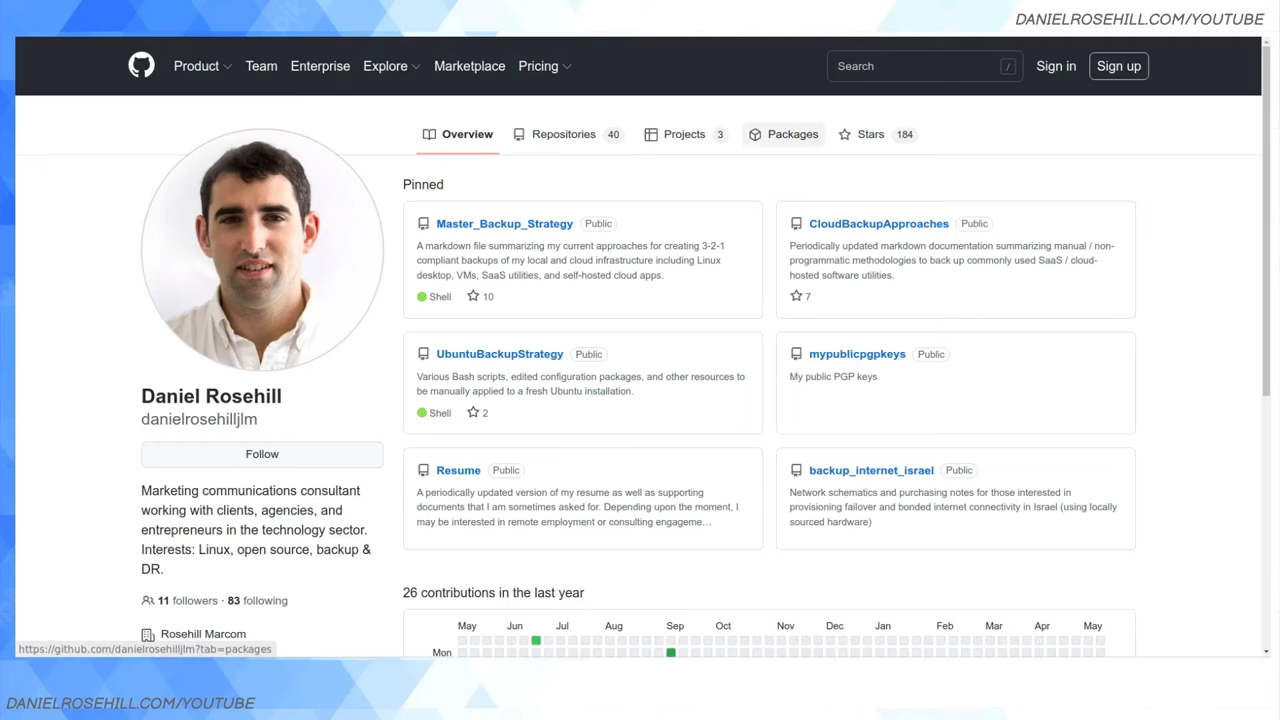 DANIELROSEHILL.COM/YOUTUBE
Product Team Enterprise Explore Marketplace Pricing Search / Sign in Sign up
Overview Repositories 40 Projects 3 Packages Stars 184
Daniel Rosehill
danielrosehilljlm
Follow
Marketing communications consultant
working with clients, agencies, and
entrepreneurs in the technology sector.
Interests: Linux, open source, backup &
DR.
11 followers · 83 following
Rosehill Marcom
Pinned
Master_Backup_Strategy Public
A markdown file summarizing my current approaches for creating 3-2-1
compliant backups of my local and cloud infrastructure including Linux
desktop, VMs, SaaS utilities, and self-hosted cloud apps.
Shell 10
CloudBackupApproaches Public
Periodically updated markdown documentation summarizing manual / non-
programmatic methodologies to back up commonly used SaaS / cloud-
hosted software utilities.
7
UbuntuBackupStrategy Public
Various Bash scripts, edited configuration packages, and other resources to
be manually applied to a fresh Ubuntu installation.
Shell 2
mypublicpgpkeys Public
My public PGP keys
Resume Public
A periodically updated version of my resume as well as supporting
documents that I am sometimes asked for. Depending upon the moment, I
may be interested in remote employment or consulting engageme…
backup_internet_israel Public
Network schematics and purchasing notes for those interested in
provisioning failover and bonded internet connectivity in Israel (using locally
sourced hardware)
26 contributions in the last year
May Jun Jul Aug Sep Oct Nov Dec Jan Feb Mar Apr May
Mon
https://github.com/danielrosehilljlm?tab=packages
DANIELROSEHILL.COM/YOUTUBE